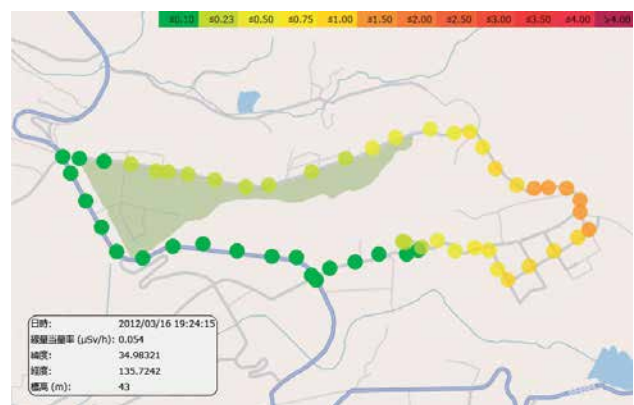 ≤0.10 ≤0.23 ≤0.50 ≤0.75 ≤1.00 ≤1.50 ≤2.50 ≤3.00 ≤3.50 ≤4.00 >4.00
日時: 2012/03/16 19:24:15
線量当量率 (μSv/h): 0.054
緯度: 34.98321
経度: 135.7242
標高 (m): 43